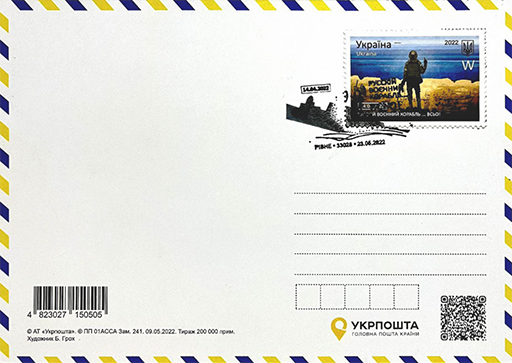 Україна 2022
Ukraine
W
14.04.2022
РУССКИЙ
ВОЕННЫЙ
КОРАБЛЬ
ВОЄННИЙ КОРАБЛЬ ... ВСЬО!
РІВНЕ • 33028 • 23.06.2022
4 823027 150505
© АТ «Укрпошта». © ПП 01АССА Зам. 241. 09.05.2022. Тираж 200 000 прим.
Художник Б. Грох
УКРПОШТА
ГОЛОВНА ПОШТА КРАЇНИ